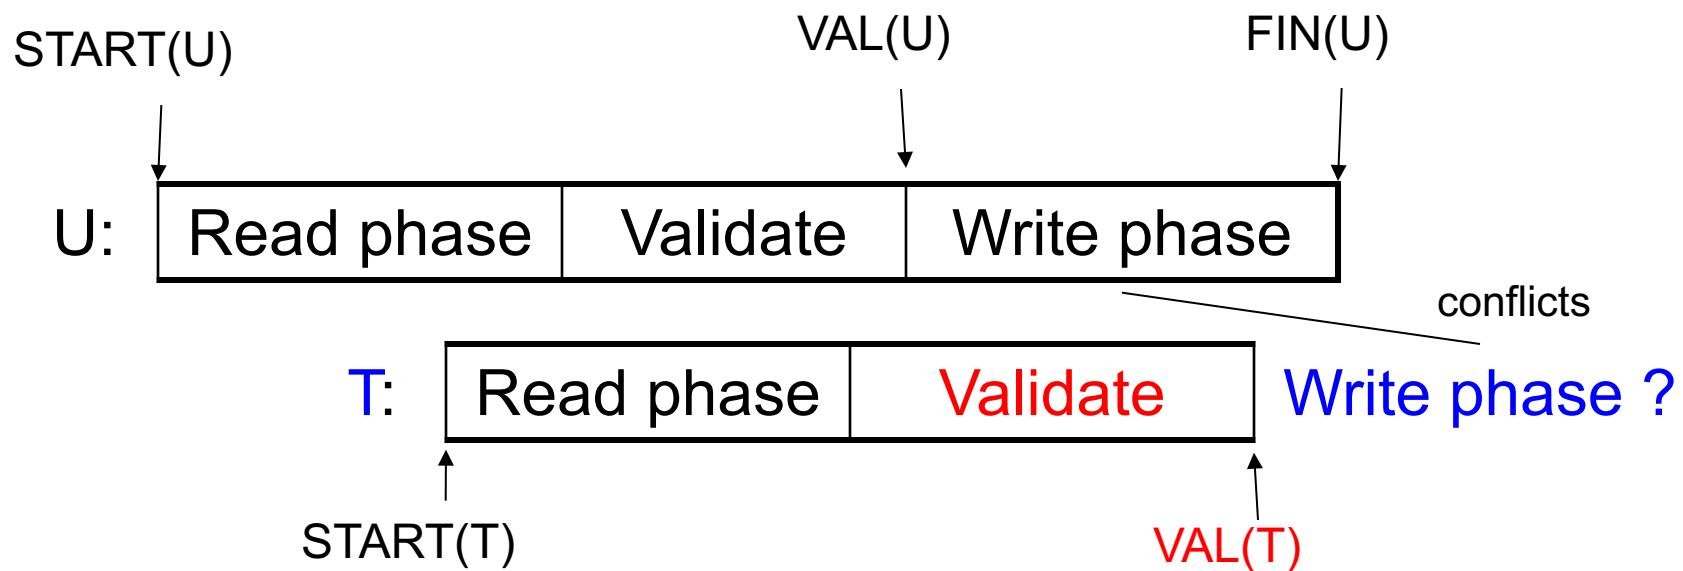 START(U)
VAL(U)
FIN(U)
U:
Read phase
Validate
Write phase
conflicts
T:
Read phase
Validate
Write phase ?
START(T)
VAL(T)